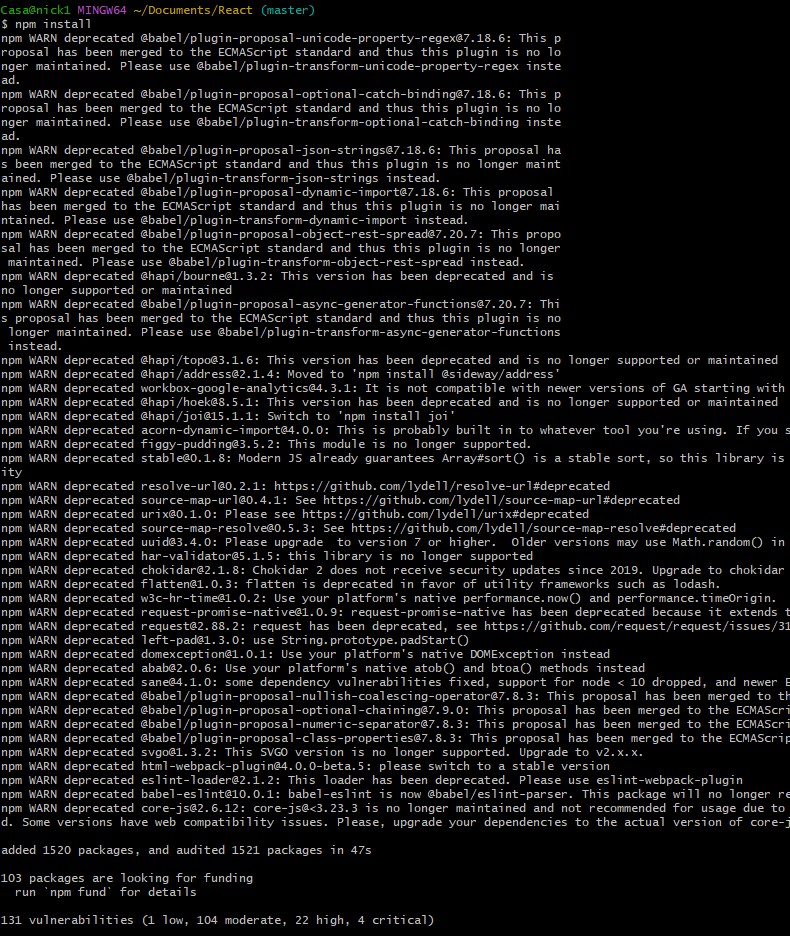 Casa@nick1 MINGW64 ~/Documents/React (master)
$ npm install
npm WARN deprecated @babel/plugin-proposal-unicode-property-regex@7.18.6: This p
roposal has been merged to the ECMAScript standard and thus this plugin is no lo
nger maintained. Please use @babel/plugin-transform-unicode-property-regex inste
ad.
npm WARN deprecated @babel/plugin-proposal-optional-catch-binding@7.18.6: This p
roposal has been merged to the ECMAScript standard and thus this plugin is no lo
nger maintained. Please use @babel/plugin-transform-optional-catch-binding inste
ad.
npm WARN deprecated @babel/plugin-proposal-json-strings@7.18.6: This proposal ha
s been merged to the ECMAScript standard and thus this plugin is no longer maint
ained. Please use @babel/plugin-transform-json-strings instead.
npm WARN deprecated @babel/plugin-proposal-dynamic-import@7.18.6: This proposal
has been merged to the ECMAScript standard and thus this plugin is no longer mai
ntained. Please use @babel/plugin-transform-dynamic-import instead.
npm WARN deprecated @babel/plugin-proposal-object-rest-spread@7.20.7: This propo
sal has been merged to the ECMAScript standard and thus this plugin is no longer
 maintained. Please use @babel/plugin-transform-object-rest-spread instead.
npm WARN deprecated @hapi/bourne@1.3.2: This version has been deprecated and is
no longer supported or maintained
npm WARN deprecated @babel/plugin-proposal-async-generator-functions@7.20.7: Thi
s proposal has been merged to the ECMAScript standard and thus this plugin is no
 longer maintained. Please use @babel/plugin-transform-async-generator-functions
 instead.
npm WARN deprecated @hapi/topo@3.1.6: This version has been deprecated and is no longer supported or maintained
npm WARN deprecated @hapi/address@2.1.4: Moved to 'npm install @sideway/address'
npm WARN deprecated workbox-google-analytics@4.3.1: It is not compatible with newer versions of GA starting with
npm WARN deprecated @hapi/hoek@8.5.1: This version has been deprecated and is no longer supported or maintained
npm WARN deprecated @hapi/joi@15.1.1: Switch to 'npm install joi'
npm WARN deprecated acorn-dynamic-import@4.0.0: This is probably built in to whatever tool you're using. If you s
npm WARN deprecated figgy-pudding@3.5.2: This module is no longer supported.
npm WARN deprecated stable@0.1.8: Modern JS already guarantees Array#sort() is a stable sort, so this library is
ity
npm WARN deprecated resolve-url@0.2.1: https://github.com/lydell/resolve-url#deprecated
npm WARN deprecated source-map-url@0.4.1: See https://github.com/lydell/source-map-url#deprecated
npm WARN deprecated urix@0.1.0: Please see https://github.com/lydell/urix#deprecated
npm WARN deprecated source-map-resolve@0.5.3: See https://github.com/lydell/source-map-resolve#deprecated
npm WARN deprecated uuid@3.4.0: Please upgrade  to version 7 or higher.  Older versions may use Math.random() in
npm WARN deprecated har-validator@5.1.5: this library is no longer supported
npm WARN deprecated chokidar@2.1.8: Chokidar 2 does not receive security updates since 2019. Upgrade to chokidar
npm WARN deprecated flatten@1.0.3: flatten is deprecated in favor of utility frameworks such as lodash.
npm WARN deprecated w3c-hr-time@1.0.2: Use your platform's native performance.now() and performance.timeOrigin.
npm WARN deprecated request-promise-native@1.0.9: request-promise-native has been deprecated because it extends t
npm WARN deprecated request@2.88.2: request has been deprecated, see https://github.com/request/request/issues/31
npm WARN deprecated left-pad@1.3.0: use String.prototype.padStart()
npm WARN deprecated domexception@1.0.1: Use your platform's native DOMException instead
npm WARN deprecated abab@2.0.6: Use your platform's native atob() and btoa() methods instead
npm WARN deprecated sane@4.1.0: some dependency vulnerabilities fixed, support for node < 10 dropped, and newer E
npm WARN deprecated @babel/plugin-proposal-nullish-coalescing-operator@7.8.3: This proposal has been merged to th
npm WARN deprecated @babel/plugin-proposal-optional-chaining@7.9.0: This proposal has been merged to the ECMAScri
npm WARN deprecated @babel/plugin-proposal-numeric-separator@7.8.3: This proposal has been merged to the ECMAScri
npm WARN deprecated @babel/plugin-proposal-class-properties@7.8.3: This proposal has been merged to the ECMAScrip
npm WARN deprecated svgo@1.3.2: This SVGO version is no longer supported. Upgrade to v2.x.x.
npm WARN deprecated html-webpack-plugin@4.0.0-beta.5: please switch to a stable version
npm WARN deprecated eslint-loader@2.1.2: This loader has been deprecated. Please use eslint-webpack-plugin
npm WARN deprecated babel-eslint@10.0.1: babel-eslint is now @babel/eslint-parser. This package will no longer re
npm WARN deprecated core-js@2.6.12: core-js@<3.23.3 is no longer maintained and not recommended for usage due to
d. Some versions have web compatibility issues. Please, upgrade your dependencies to the actual version of core-j

added 1520 packages, and audited 1521 packages in 47s

103 packages are looking for funding
  run `npm fund` for details

131 vulnerabilities (1 low, 104 moderate, 22 high, 4 critical)